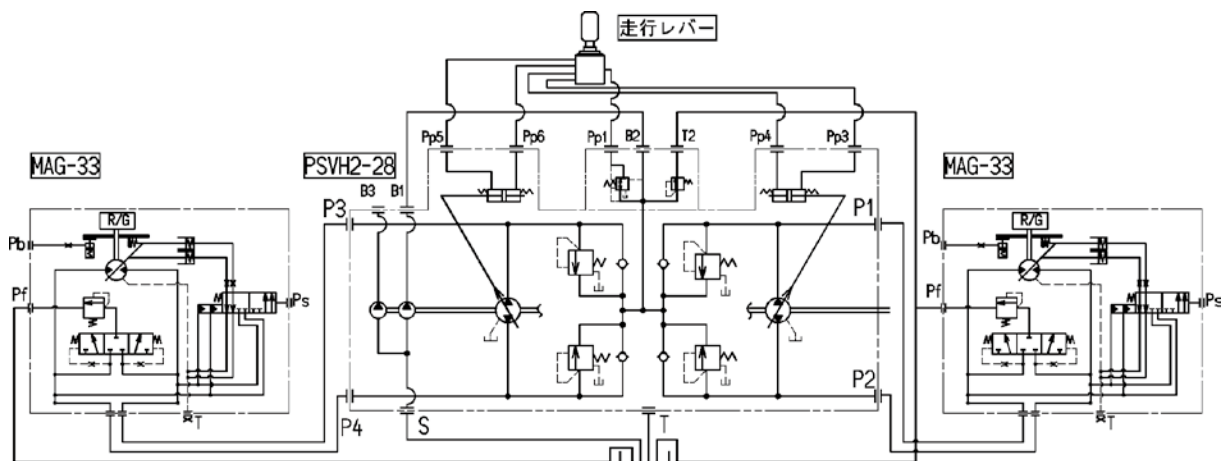 走行レバー
Pp5
Pp6
Pp1
B2
T2
Pp4
Pp3
MAG-33
PSVH2-28
MAG-33
B3
B1
R/G
P3
P1
R/G
Pb
Pb
Pf
Ps
Pf
Ps
T
P4
S
T
P2
T